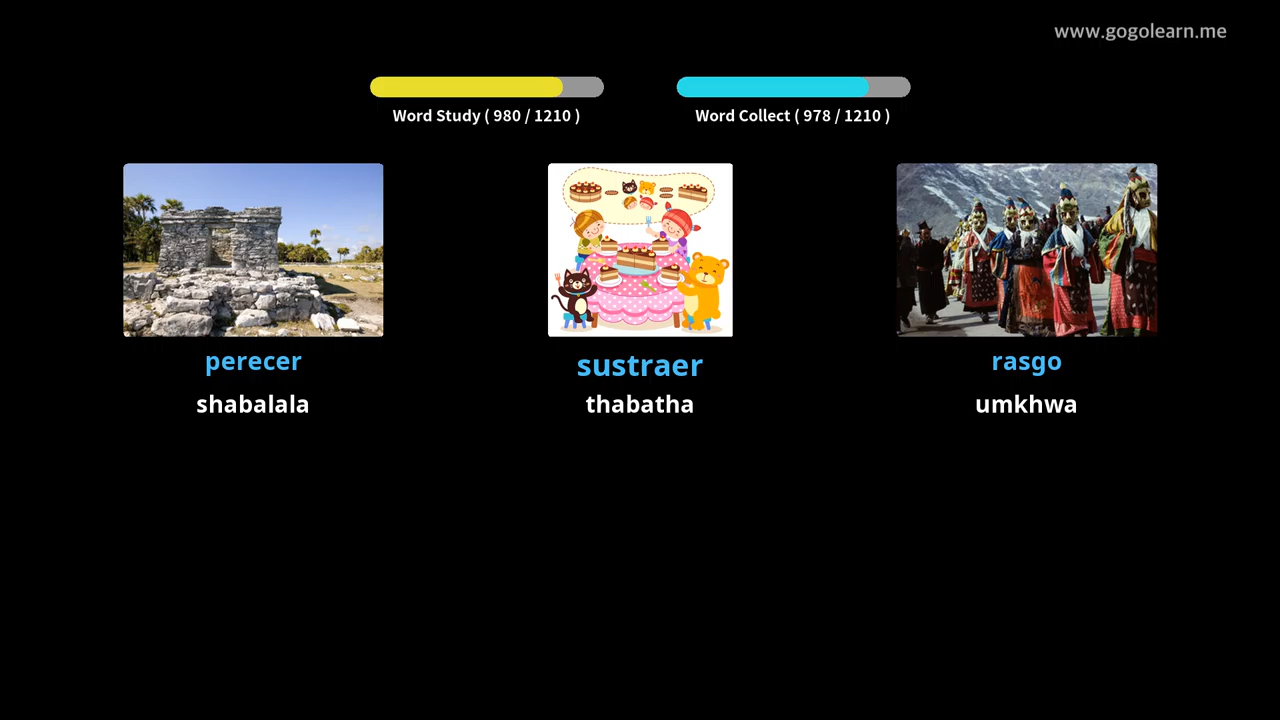 www.gogolearn.me
Word Study ( 980 / 1210 )
Word Collect ( 978 / 1210 )
perecer
sustraer
rasgo
shabalala
thabatha
umkhwa